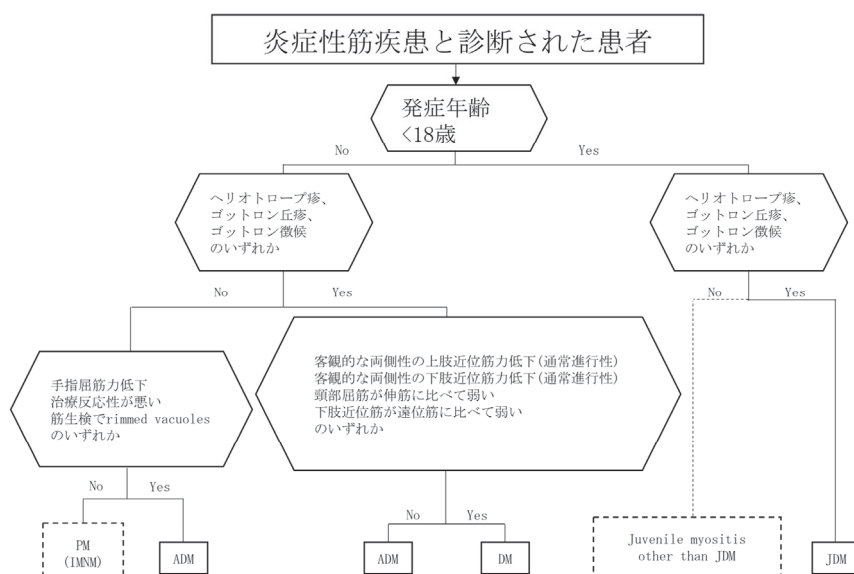 炎症性筋疾患と診断された患者
発症年齢
<18歳
No
Yes
ヘリオトロープ疹、
ゴットロン丘疹、
ゴットロン徴候
のいずれか
ヘリオトロープ疹、
ゴットロン丘疹、
ゴットロン徴候
のいずれか
No
Yes
No
Yes
手指屈筋力低下
治療反応性が悪い
筋生検でrimmed vacuoles
のいずれか
客観的な両側性の上肢近位筋力低下(通常進行性)
客観的な両側性の下肢近位筋力低下(通常進行性)
頸部屈筋が伸筋に比べて弱い
下肢近位筋が遠位筋に比べて弱い
のいずれか
No
Yes
No
Yes
PM
(IMNM)
ADM
ADM
DM
Juvenile myositis
other than JDM
JDM